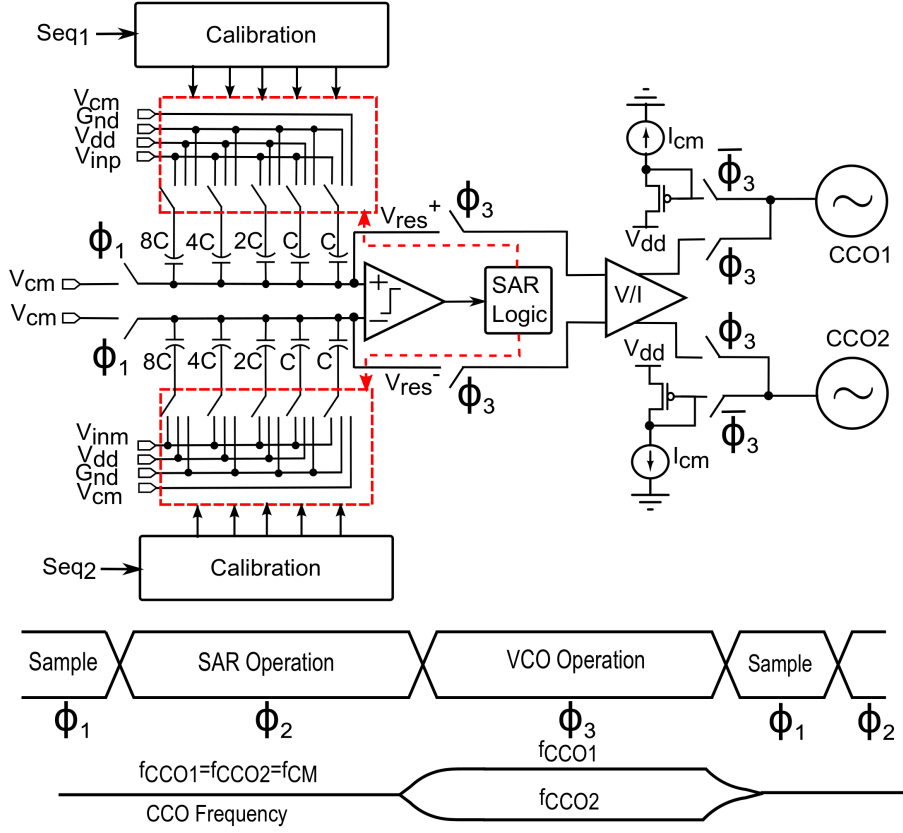 Seq1
Calibration
Vcm
Gnd
Vdd
Vinp
Icm
ϕ̅3
Vdd
CCO1
ϕ3
8C 4C 2C C C
ϕ1
Vres+
ϕ3
Vcm
+
SAR
Logic
V/I
Vcm
−
ϕ1
8C 4C 2C C C
Vres-
ϕ3
ϕ3
CCO2
Vdd
ϕ̅3
Icm
Vinm
Vdd
Gnd
Vcm
Seq2
Calibration
Sample
SAR Operation
VCO Operation
Sample
ϕ1
ϕ2
ϕ3
ϕ1
ϕ2
fCCO1=fCCO2=fCM
CCO Frequency
fCCO1
fCCO2